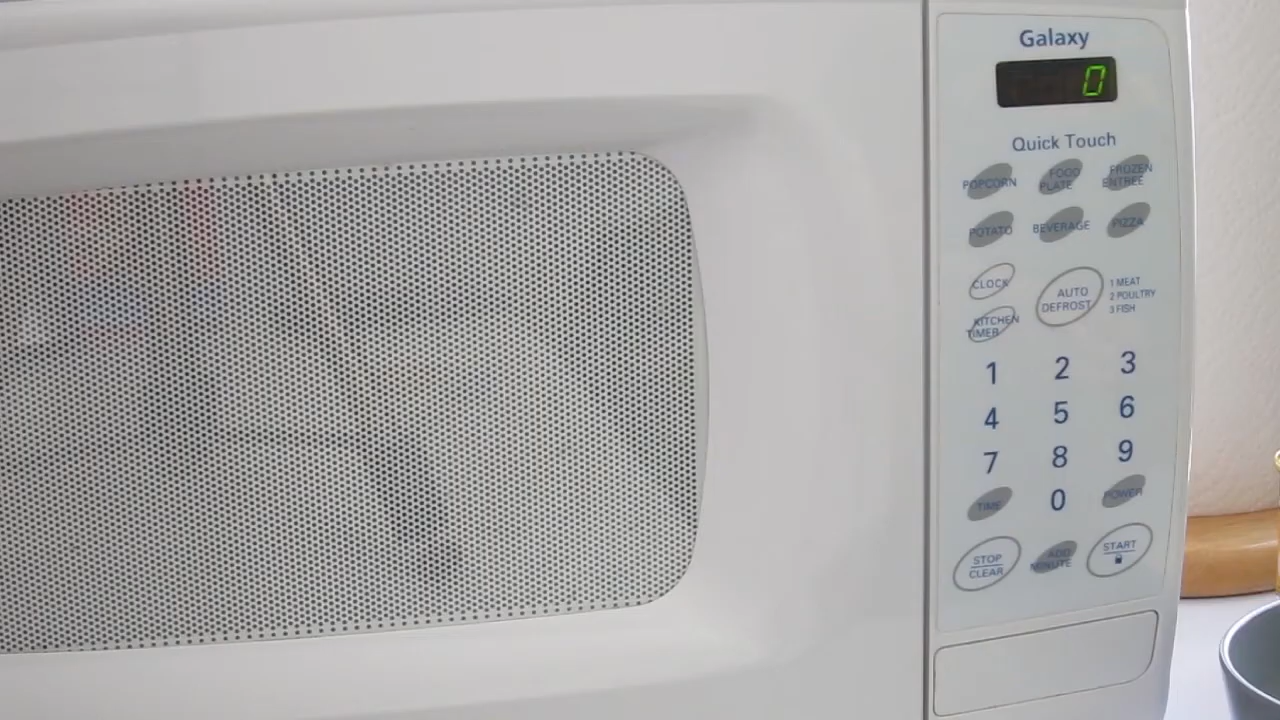 Galaxy
0
Quick Touch
POPCORN
FOOD
PLATE
FROZEN
ENTREE
POTATO
BEVERAGE
PIZZA
CLOCK
KITCHEN
TIMER
AUTO
DEFROST
1 MEAT
2 POULTRY
3 FISH
1 2 3
4 5 6
7 8 9
TIME
0
POWER
STOP
CLEAR
ADD
MINUTE
START